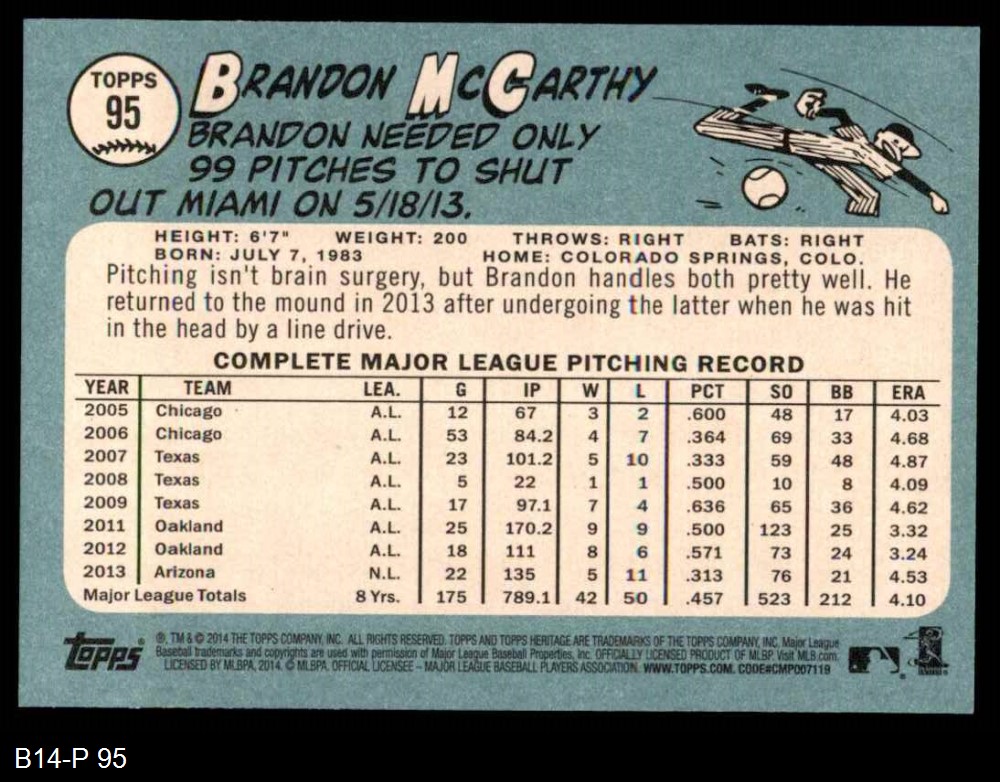 TOPPS
95
BRANDON McCARTHY
BRANDON NEEDED ONLY
99 PITCHES TO SHUT
OUT MIAMI ON 5/18/13.
HEIGHT: 6'7" WEIGHT: 200 THROWS: RIGHT BATS: RIGHT
BORN: JULY 7, 1983 HOME: COLORADO SPRINGS, COLO.
Pitching isn't brain surgery, but Brandon handles both pretty well. He
returned to the mound in 2013 after undergoing the latter when he was hit
in the head by a line drive.
COMPLETE MAJOR LEAGUE PITCHING RECORD
YEAR TEAM LEA. G IP W L PCT SO BB ERA
2005 Chicago A.L. 12 67 3 2 .600 48 17 4.03
2006 Chicago A.L. 53 84.2 4 7 .364 69 33 4.68
2007 Texas A.L. 23 101.2 5 10 .333 59 48 4.87
2008 Texas A.L. 5 22 1 1 .500 10 8 4.09
2009 Texas A.L. 17 97.1 7 4 .636 65 36 4.62
2011 Oakland A.L. 25 170.2 9 9 .500 123 25 3.32
2012 Oakland A.L. 18 111 8 6 .571 73 24 3.24
2013 Arizona N.L. 22 135 5 11 .313 76 21 4.53
Major League Totals 8 Yrs. 175 789.1 42 50 .457 523 212 4.10
TOPPS
®, TM & © 2014 THE TOPPS COMPANY, INC. ALL RIGHTS RESERVED. TOPPS AND TOPPS HERITAGE ARE TRADEMARKS OF THE TOPPS COMPANY, INC. Major League
Baseball trademarks and copyrights are used with permission of Major League Baseball Properties, Inc. OFFICIALLY LICENSED PRODUCT OF MLBP. Visit MLB.com.
LICENSED BY MLBPA, 2014. © MLBPA. OFFICIAL LICENSEE – MAJOR LEAGUE BASEBALL PLAYERS ASSOCIATION. WWW.TOPPS.COM. CODE#CMP007119
B14-P 95